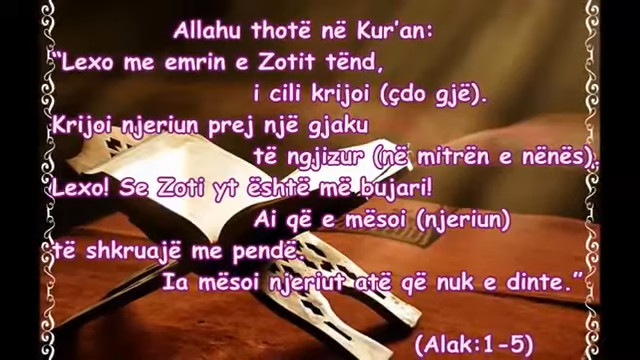 Allahu thotë në Kur'an:
"Lexo me emrin e Zotit tënd,
i cili krijoi (çdo gjë).
Krijoi njeriun prej një gjaku
të ngjizur (në mitrën e nënës).
Lexo! Se Zoti yt është më bujari!
Ai që e mësoi (njeriun)
të shkruajë me pendë.
Ia mësoi njeriut atë që nuk e dinte."
(Alak:1-5)